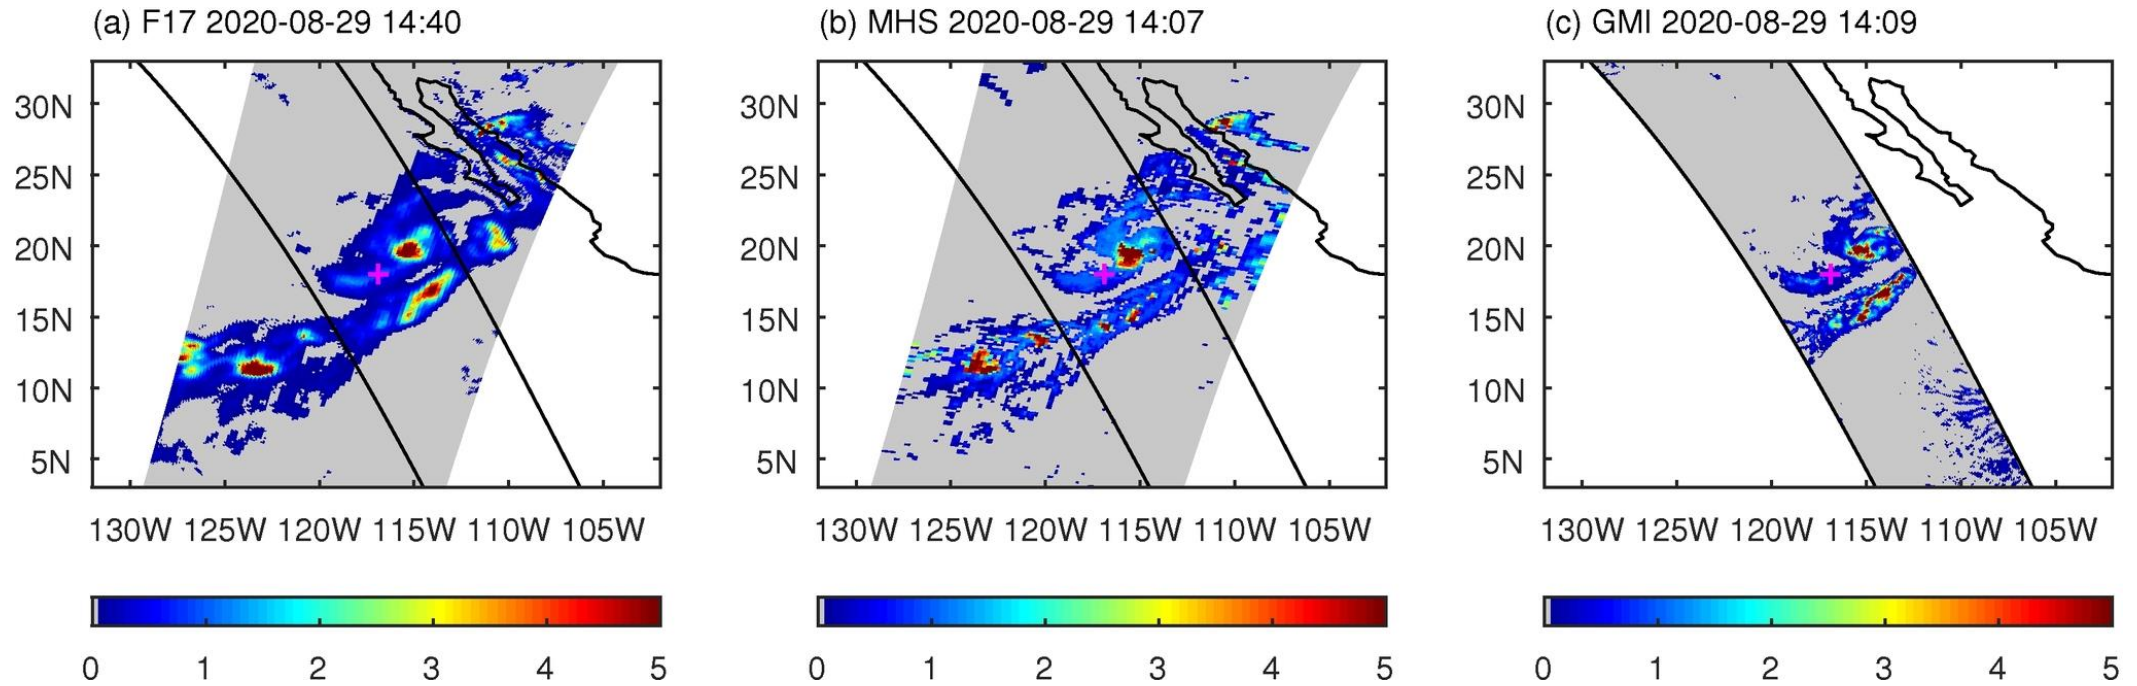 (a) F17 2020-08-29 14:40
30N
25N
20N
15N
10N
5N
130W 125W 120W 115W 110W 105W
0 1 2 3 4 5
(b) MHS 2020-08-29 14:07
30N
25N
20N
15N
10N
5N
130W 125W 120W 115W 110W 105W
0 1 2 3 4 5
(c) GMI 2020-08-29 14:09
30N
25N
20N
15N
10N
5N
130W 125W 120W 115W 110W 105W
0 1 2 3 4 5